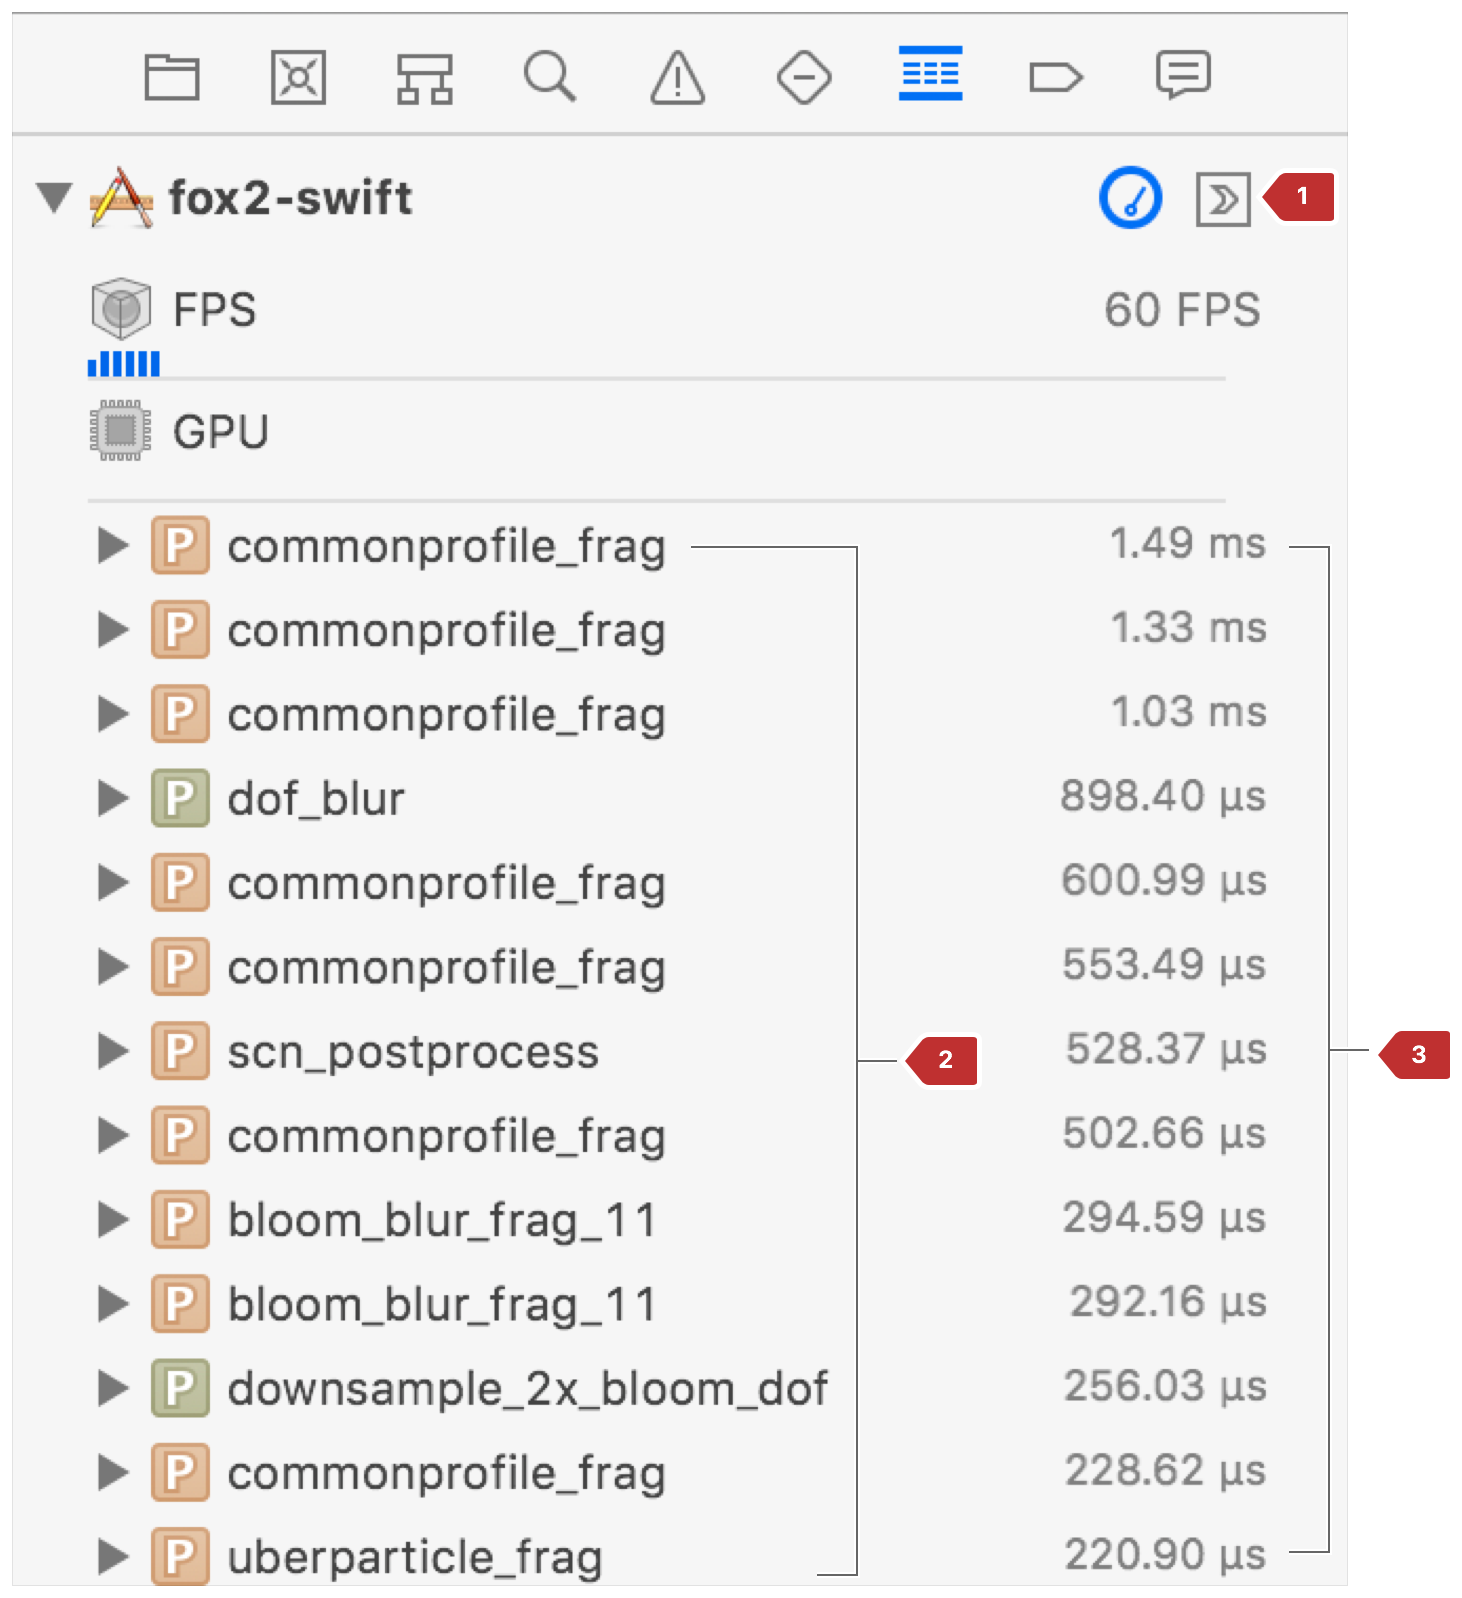 fox2-swift 1
FPS 60 FPS
GPU
P commonprofile_frag 1.49 ms
P commonprofile_frag 1.33 ms
P commonprofile_frag 1.03 ms
P dof_blur 898.40 µs
P commonprofile_frag 600.99 µs
P commonprofile_frag 553.49 µs
P scn_postprocess 528.37 µs
2 3
P commonprofile_frag 502.66 µs
P bloom_blur_frag_11 294.59 µs
P bloom_blur_frag_11 292.16 µs
P downsample_2x_bloom_dof 256.03 µs
P commonprofile_frag 228.62 µs
P uberparticle_frag 220.90 µs